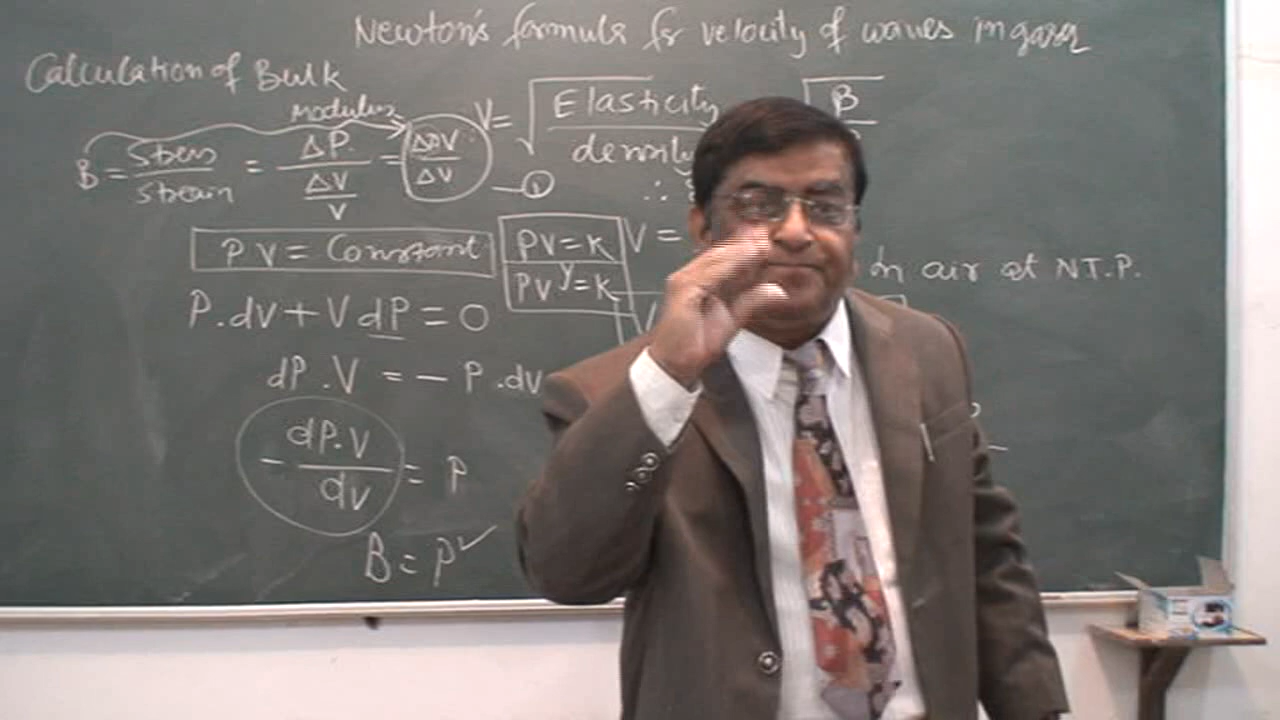 Newton's formula for velocity of waves in gases
Calculation of Bulk
modulus
B = Stress / Strain = ΔP / (ΔV / V) = ΔPV / ΔV — ①
V = √(Elasticity / density)
B
∴
PV = Constant
PV = K
PV^γ = K
V =
In air at N.T.P.
P.dV + V dP = 0
V
dP.V = − P.dV
− dP.V / dV = P
B = P ✓